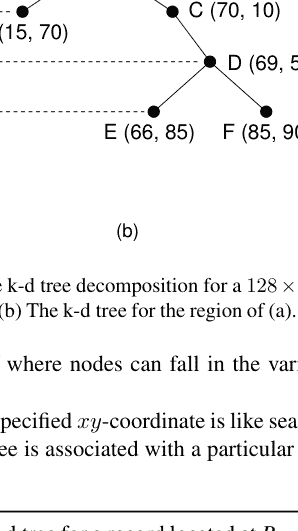 C (70, 10)
(15, 70)
D (69, 5
E (66, 85) F (85, 90
(b)
k-d tree decomposition for a 128 ×
(b) The k-d tree for the region of (a).
where nodes can fall in the vari
pecified xy-coordinate is like sea
ee is associated with a particular
d tree for a record located at P